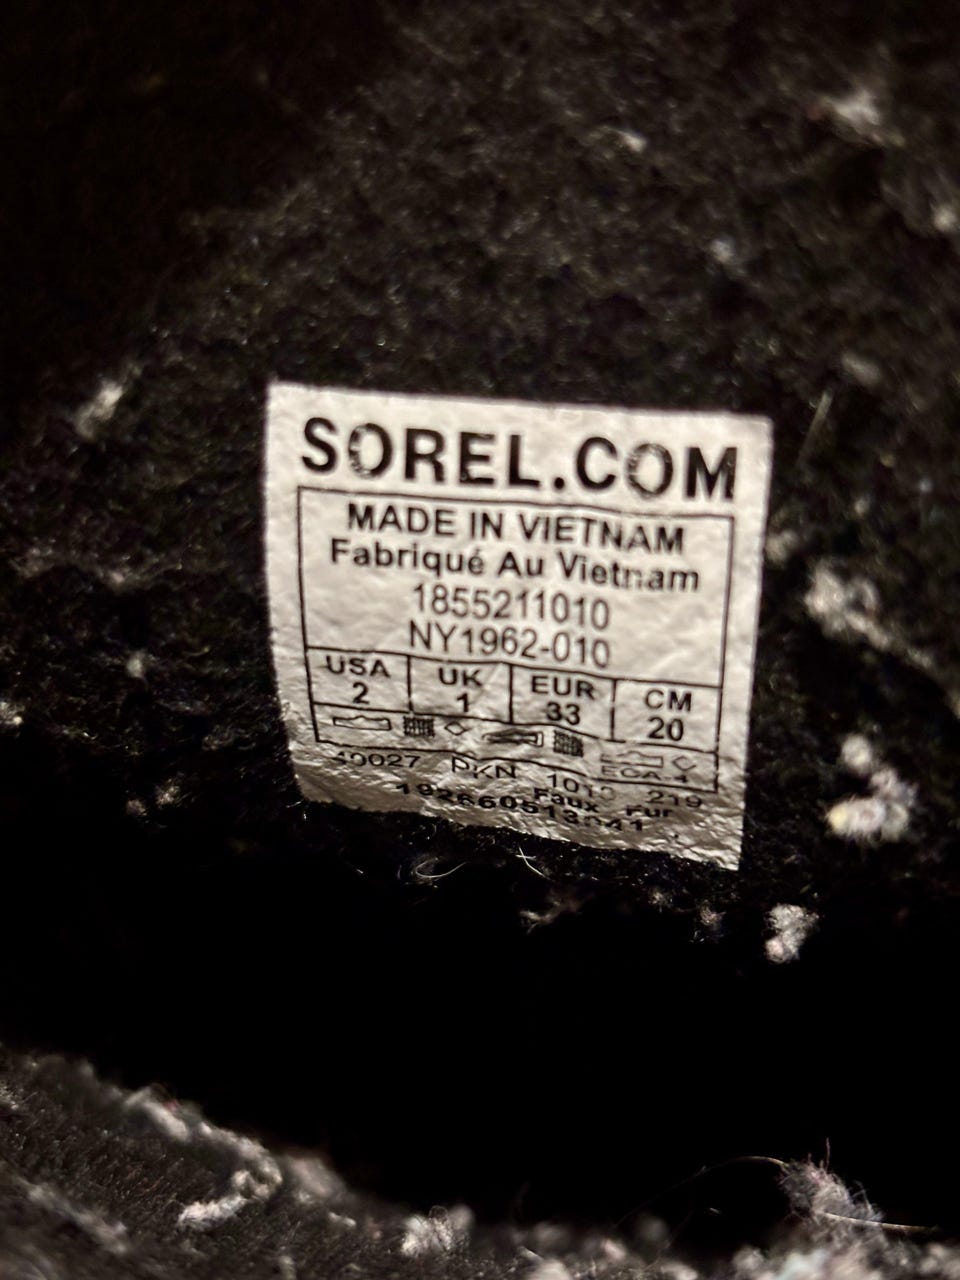 SOREL.COM
MADE IN VIETNAM
Fabriqué Au Vietnam
1855211010
NY1962-010
USA UK EUR CM
2 1 33 20
PKN 219
Faux Fur